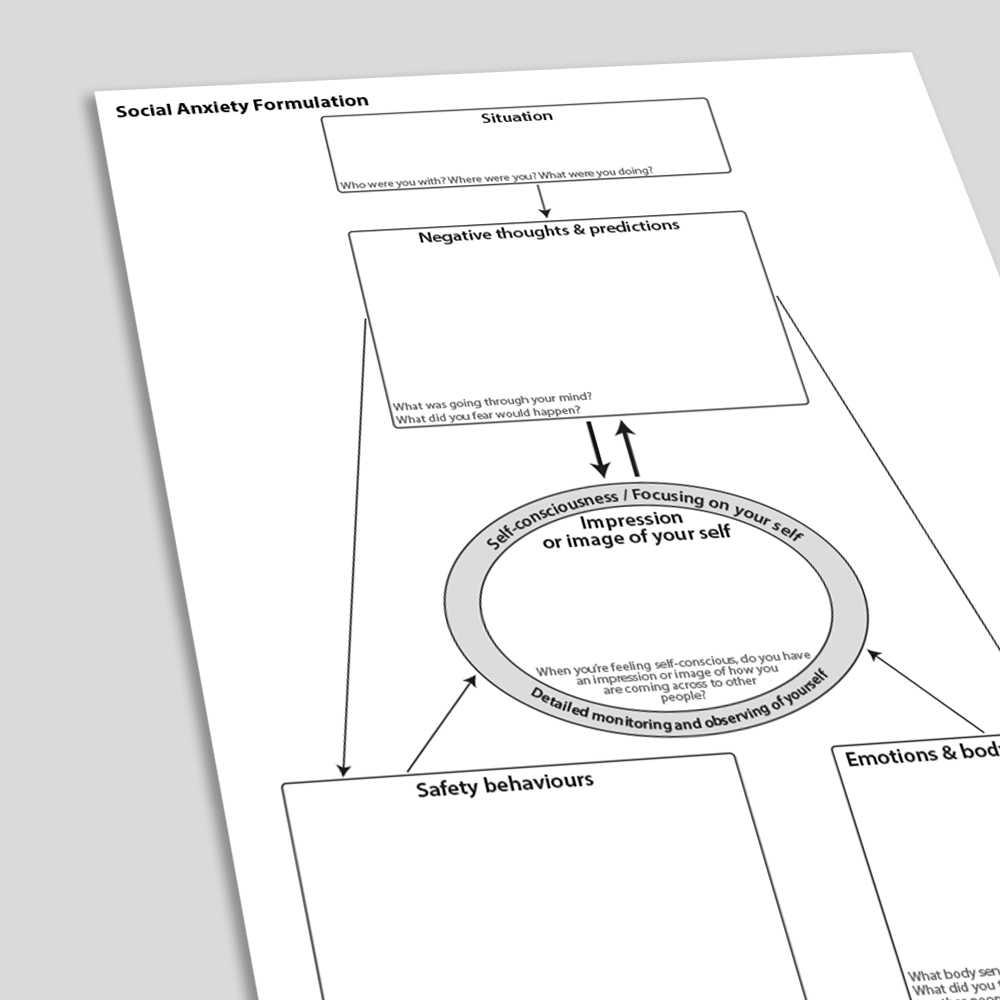 Social Anxiety Formulation
Situation
Who were you with? Where were you? What were you doing?
Negative thoughts & predictions
What was going through your mind?
What did you fear would happen?
Self-consciousness / Focusing on your self
Impression
or image of your self
When you're feeling self-conscious, do you have
an impression or image of how you
are coming across to other
people?
Detailed monitoring and observing of yourself
Safety behaviours
Emotions &
What body
What did you